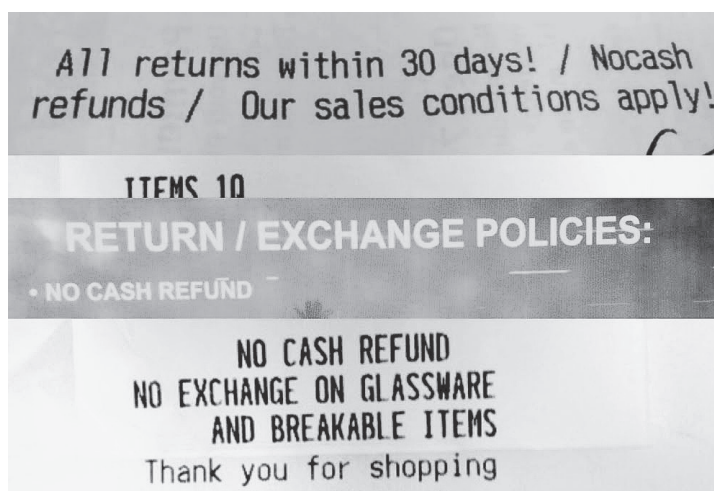 All returns within 30 days! / Nocash
refunds / Our sales conditions apply!
ITEMS 10
RETURN / EXCHANGE POLICIES:
• NO CASH REFUND
NO CASH REFUND
NO EXCHANGE ON GLASSWARE
AND BREAKABLE ITEMS
Thank you for shopping